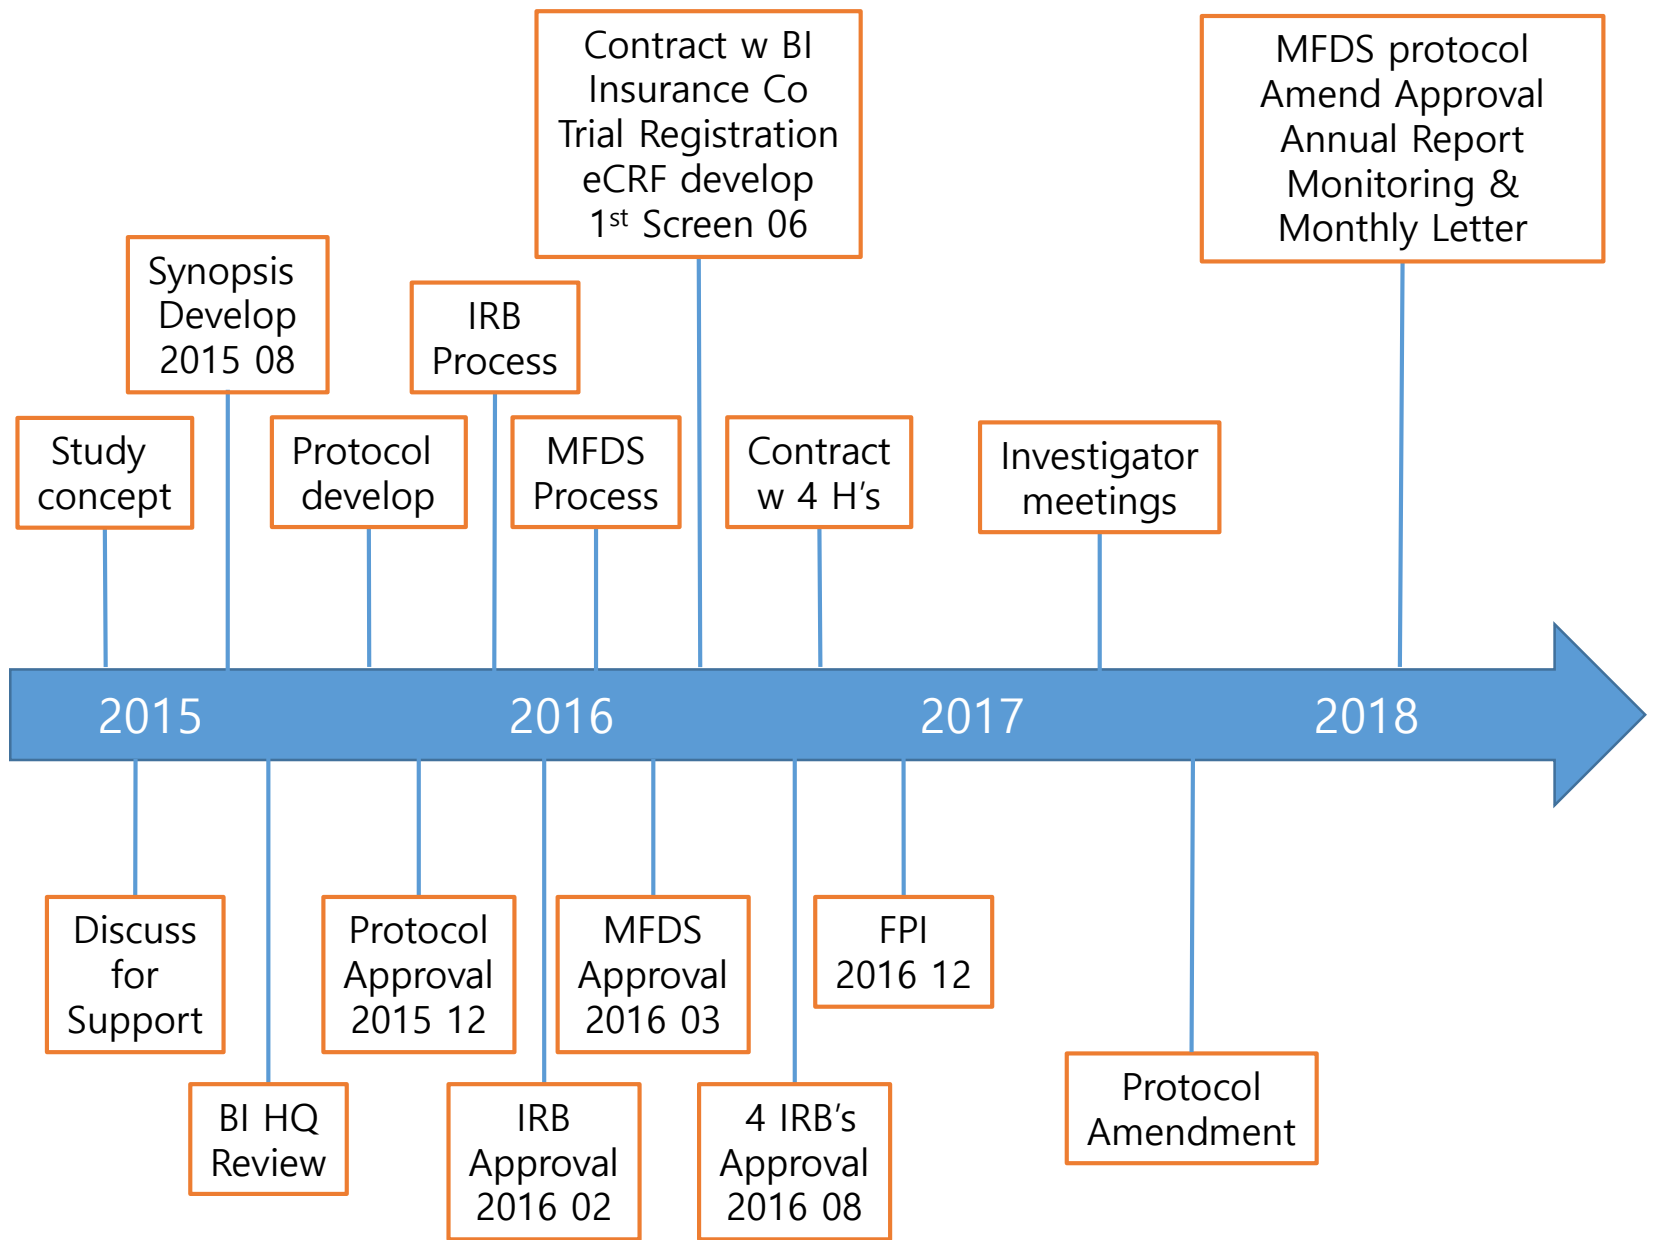 Contract w BI
Insurance Co
Trial Registration
eCRF develop
1st Screen 06
MFDS protocol
Amend Approval
Annual Report
Monitoring &
Monthly Letter
Synopsis
Develop
2015 08
IRB
Process
Study
concept
Protocol
develop
MFDS
Process
Contract
w 4 H’s
Investigator
meetings
2015
2016
2017
2018
Discuss
for
Support
Protocol
Approval
2015 12
MFDS
Approval
2016 03
FPI
2016 12
BI HQ
Review
IRB
Approval
2016 02
4 IRB’s
Approval
2016 08
Protocol
Amendment